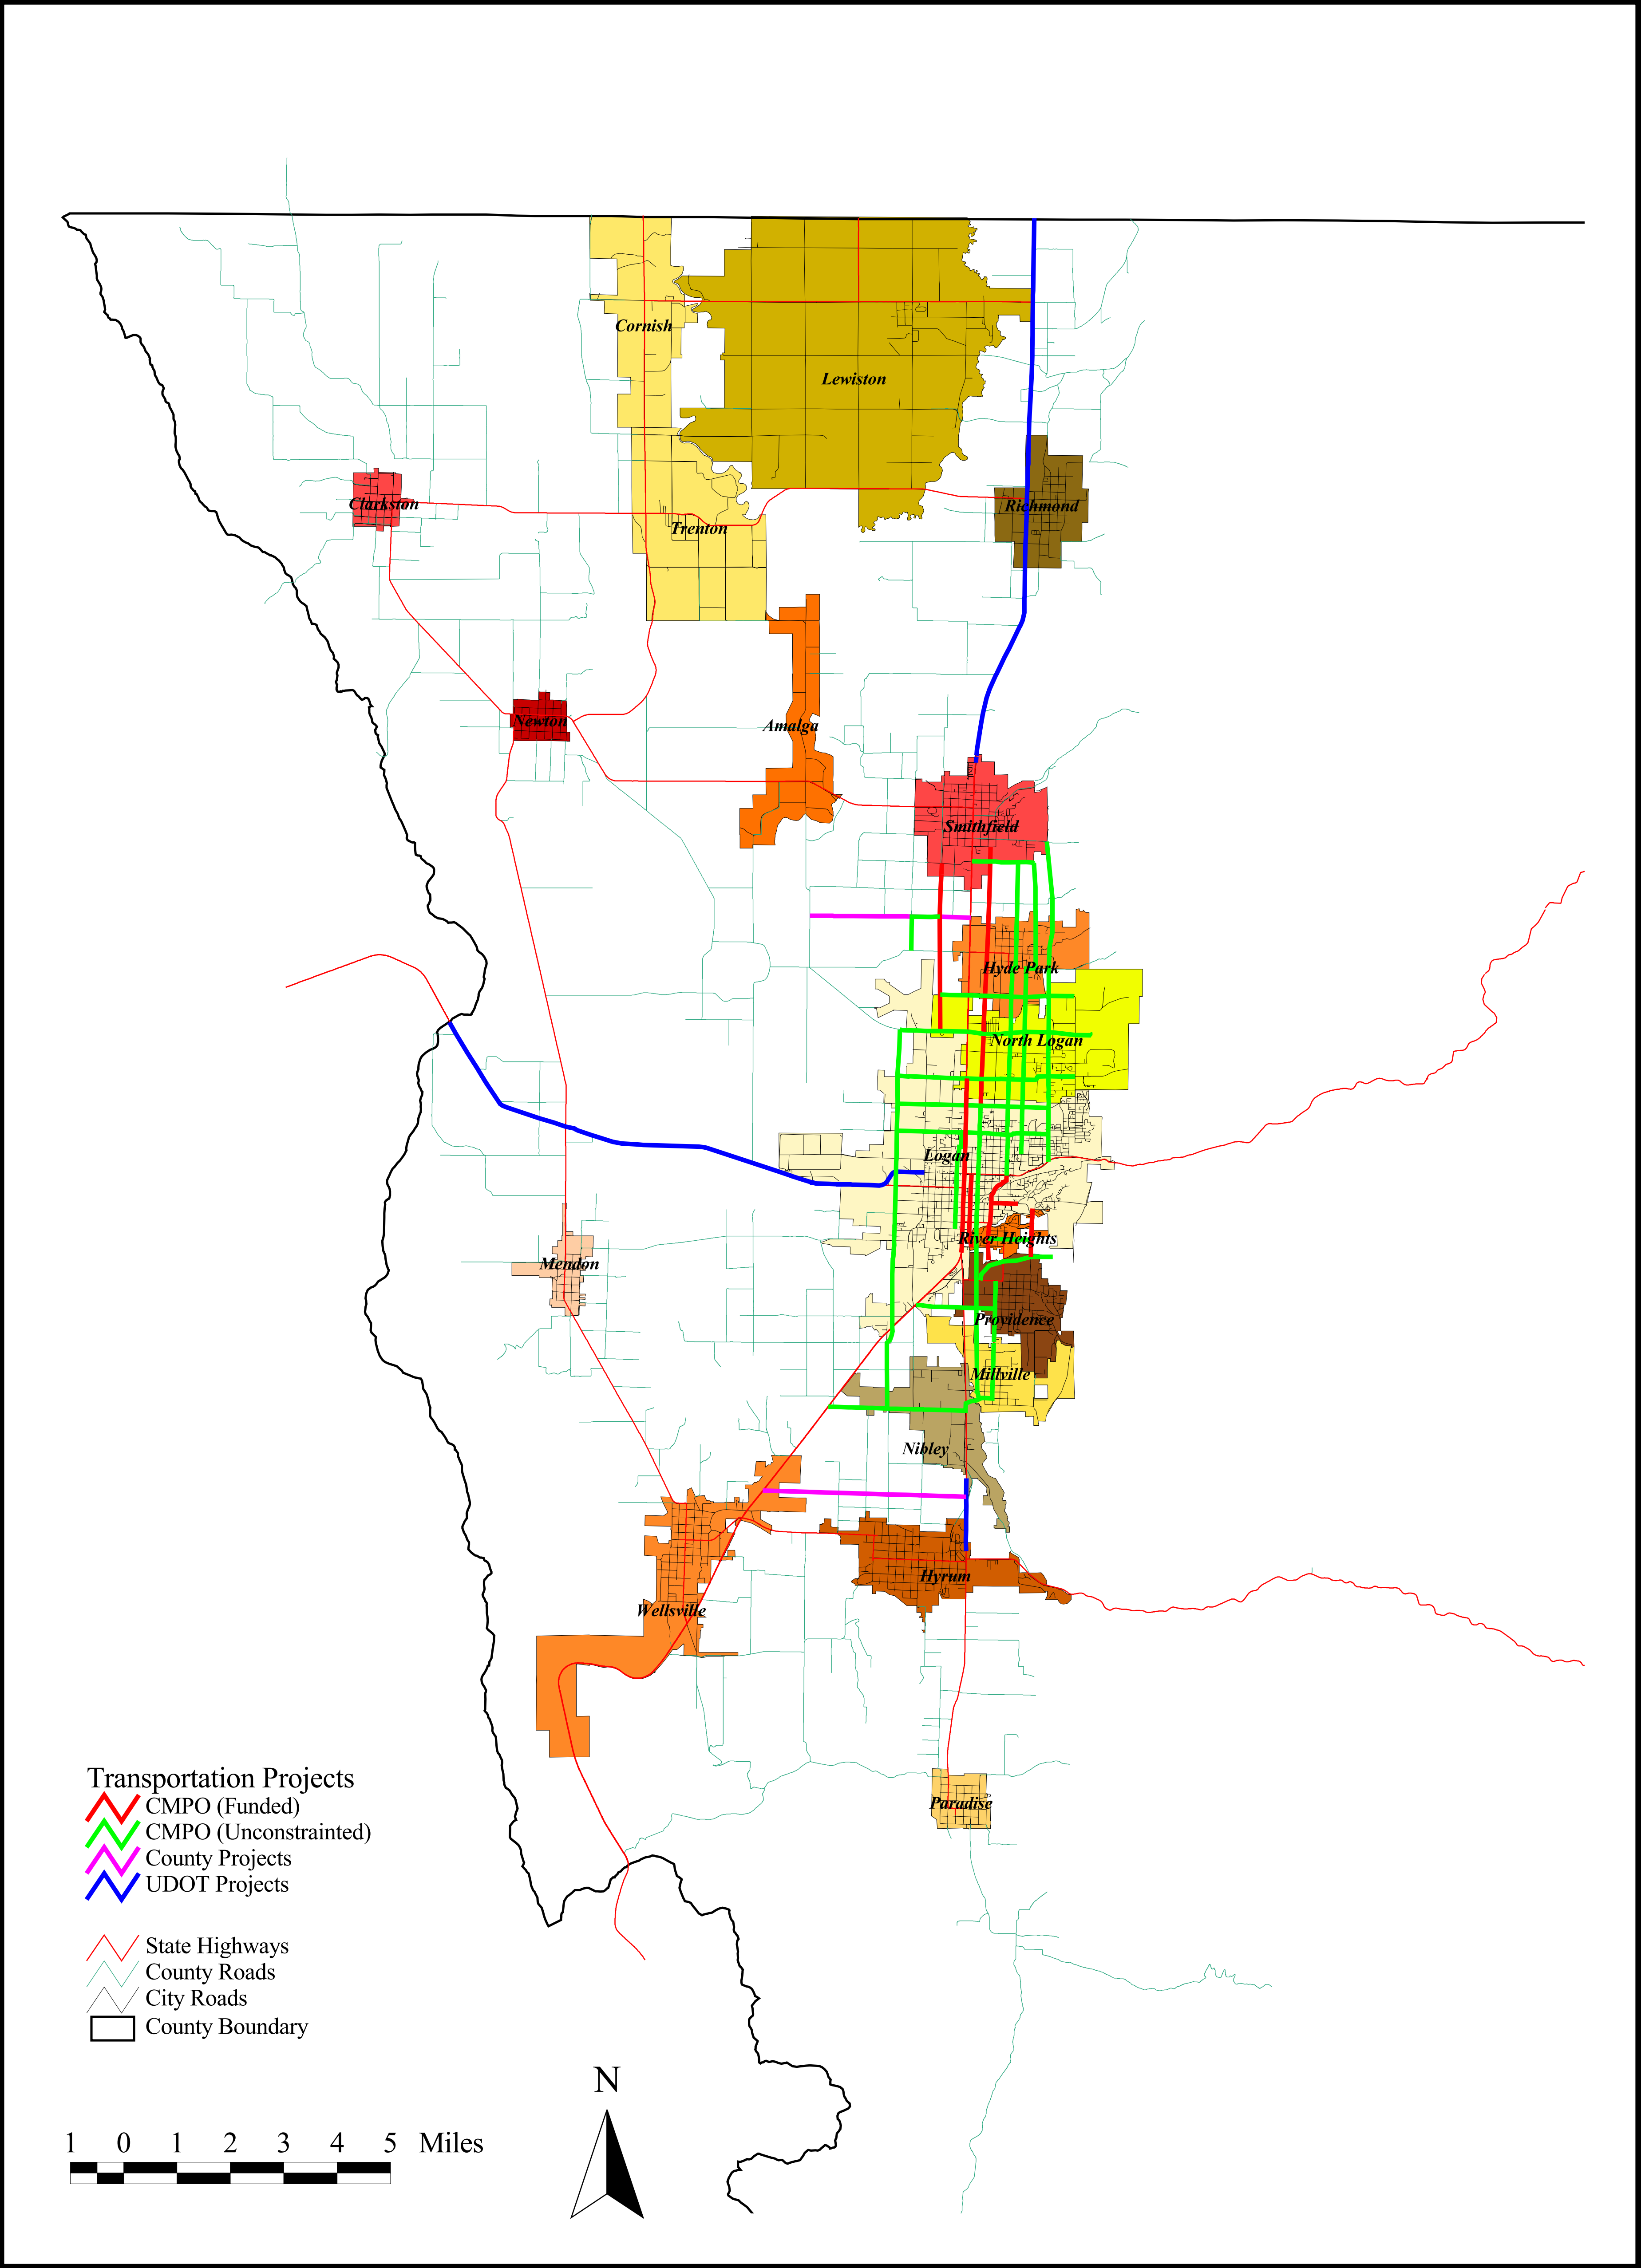 Cornish
Lewiston
Clarkston
Richmond
Trenton
Newton
Amalga
Smithfield
Hyde Park
North Logan
Logan
River Heights
Mendon
Providence
Millville
Nibley
Hyrum
Wellsville
Paradise
Transportation Projects
CMPO (Funded)
CMPO (Unconstrainted)
County Projects
UDOT Projects
State Highways
County Roads
City Roads
County Boundary
N
1 0 1 2 3 4 5 Miles